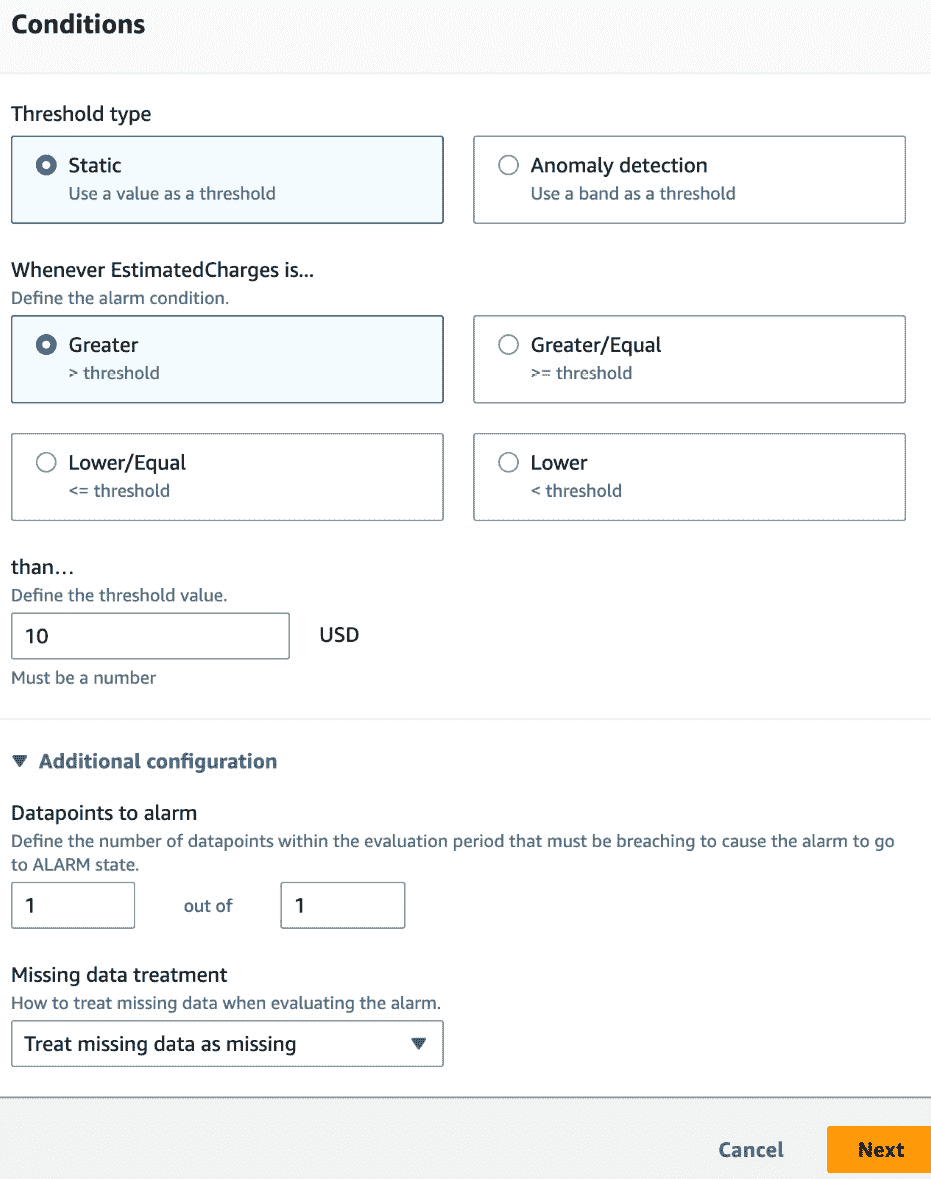 Conditions
Threshold type
Static
Use a value as a threshold
Anomaly detection
Use a band as a threshold
Whenever EstimatedCharges is...
Define the alarm condition.
Greater
> threshold
Greater/Equal
>= threshold
Lower/Equal
<= threshold
Lower
< threshold
than...
Define the threshold value.
10
USD
Must be a number
Additional configuration
Datapoints to alarm
Define the number of datapoints within the evaluation period that must be breaching to cause the alarm to go
to ALARM state.
1
out of
1
Missing data treatment
How to treat missing data when evaluating the alarm.
Treat missing data as missing
Cancel
Next